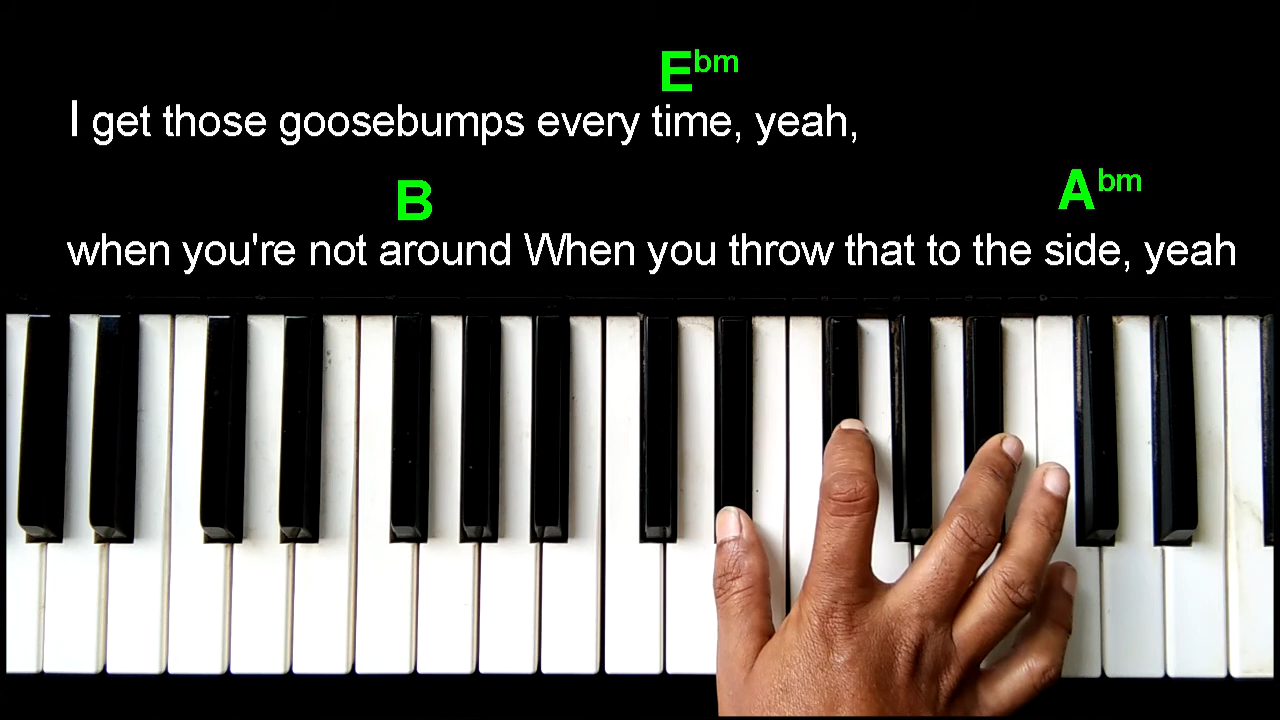 Ebm
I get those goosebumps every time, yeah,
B Abm
when you're not around When you throw that to the side, yeah